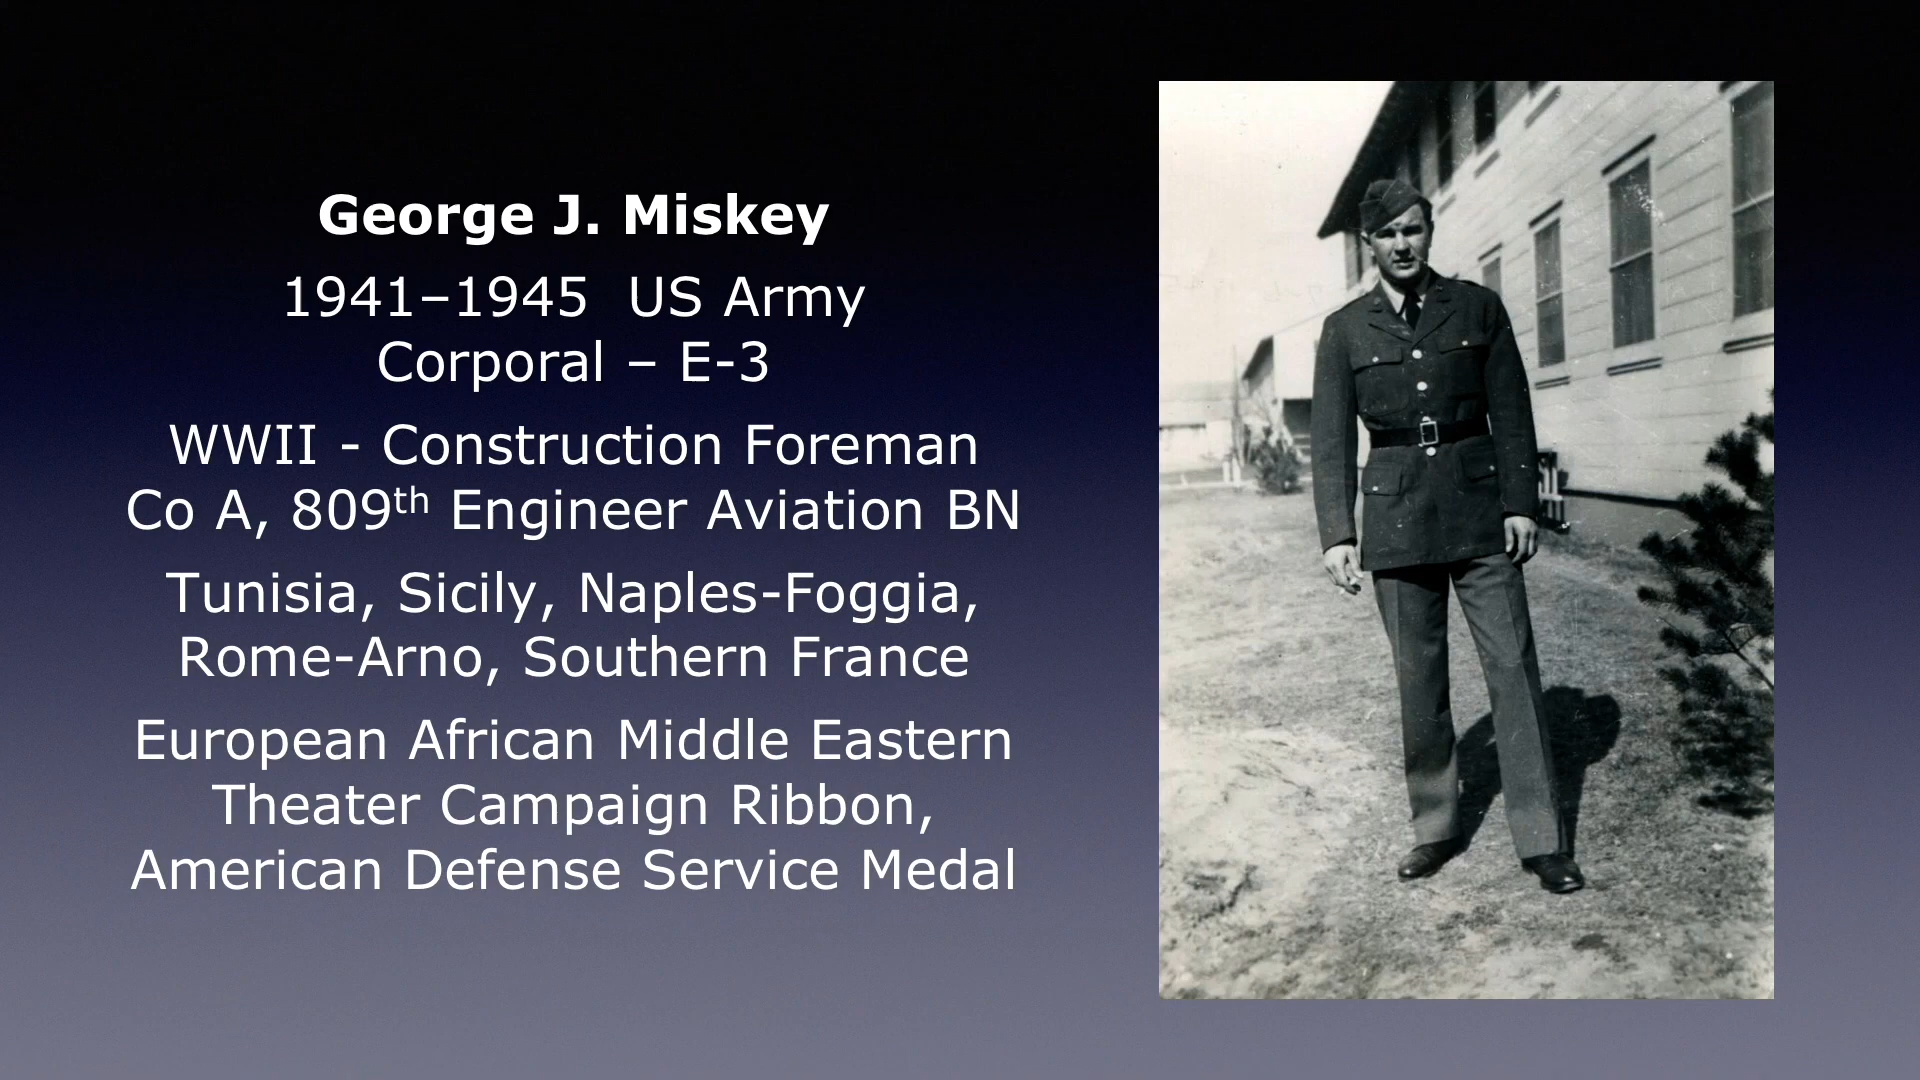 George J. Miskey
1941–1945  US Army
Corporal – E-3
WWII - Construction Foreman
Co A, 809th Engineer Aviation BN
Tunisia, Sicily, Naples-Foggia,
Rome-Arno, Southern France
European African Middle Eastern
Theater Campaign Ribbon,
American Defense Service Medal